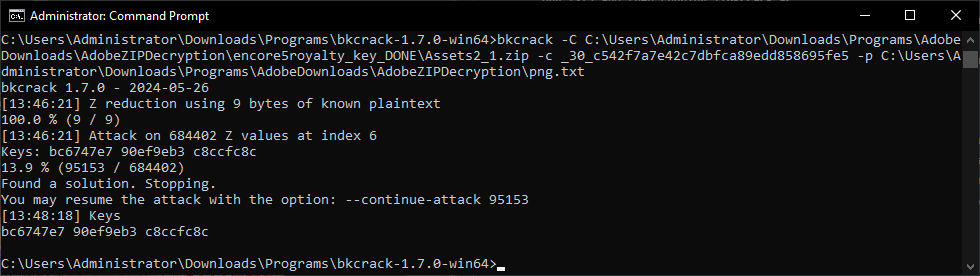 Administrator: Command Prompt
C:\Users\Administrator\Downloads\Programs\bkcrack-1.7.0-win64>bkcrack -C C:\Users\Administrator\Downloads\Programs\Adobe
Downloads\AdobeZIPDecryption\encore5royalty_key_DONE\Assets2_1.zip -c _30_c542f7a7e42c7dbfca89edd858695fe5 -p C:\Users\A
dministrator\Downloads\Programs\AdobeDownloads\AdobeZIPDecryption\png.txt
bkcrack 1.7.0 - 2024-05-26
[13:46:21] Z reduction using 9 bytes of known plaintext
100.0 % (9 / 9)
[13:46:21] Attack on 684402 Z values at index 6
Keys: bc6747e7 90ef9eb3 c8ccfc8c
13.9 % (95153 / 684402)
Found a solution. Stopping.
You may resume the attack with the option: --continue-attack 95153
[13:48:18] Keys
bc6747e7 90ef9eb3 c8ccfc8c
C:\Users\Administrator\Downloads\Programs\bkcrack-1.7.0-win64>